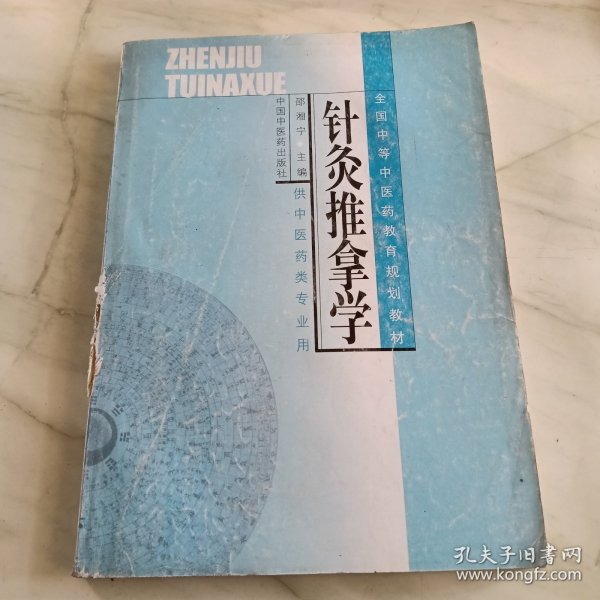 ZHENJIU
TUINAXUE
全国中等中医药教育规划教材
针灸推拿学
邵湘宁 主编
供中医药类专业用
中国中医药出版社
孔夫子旧书网
www.kongfz.com